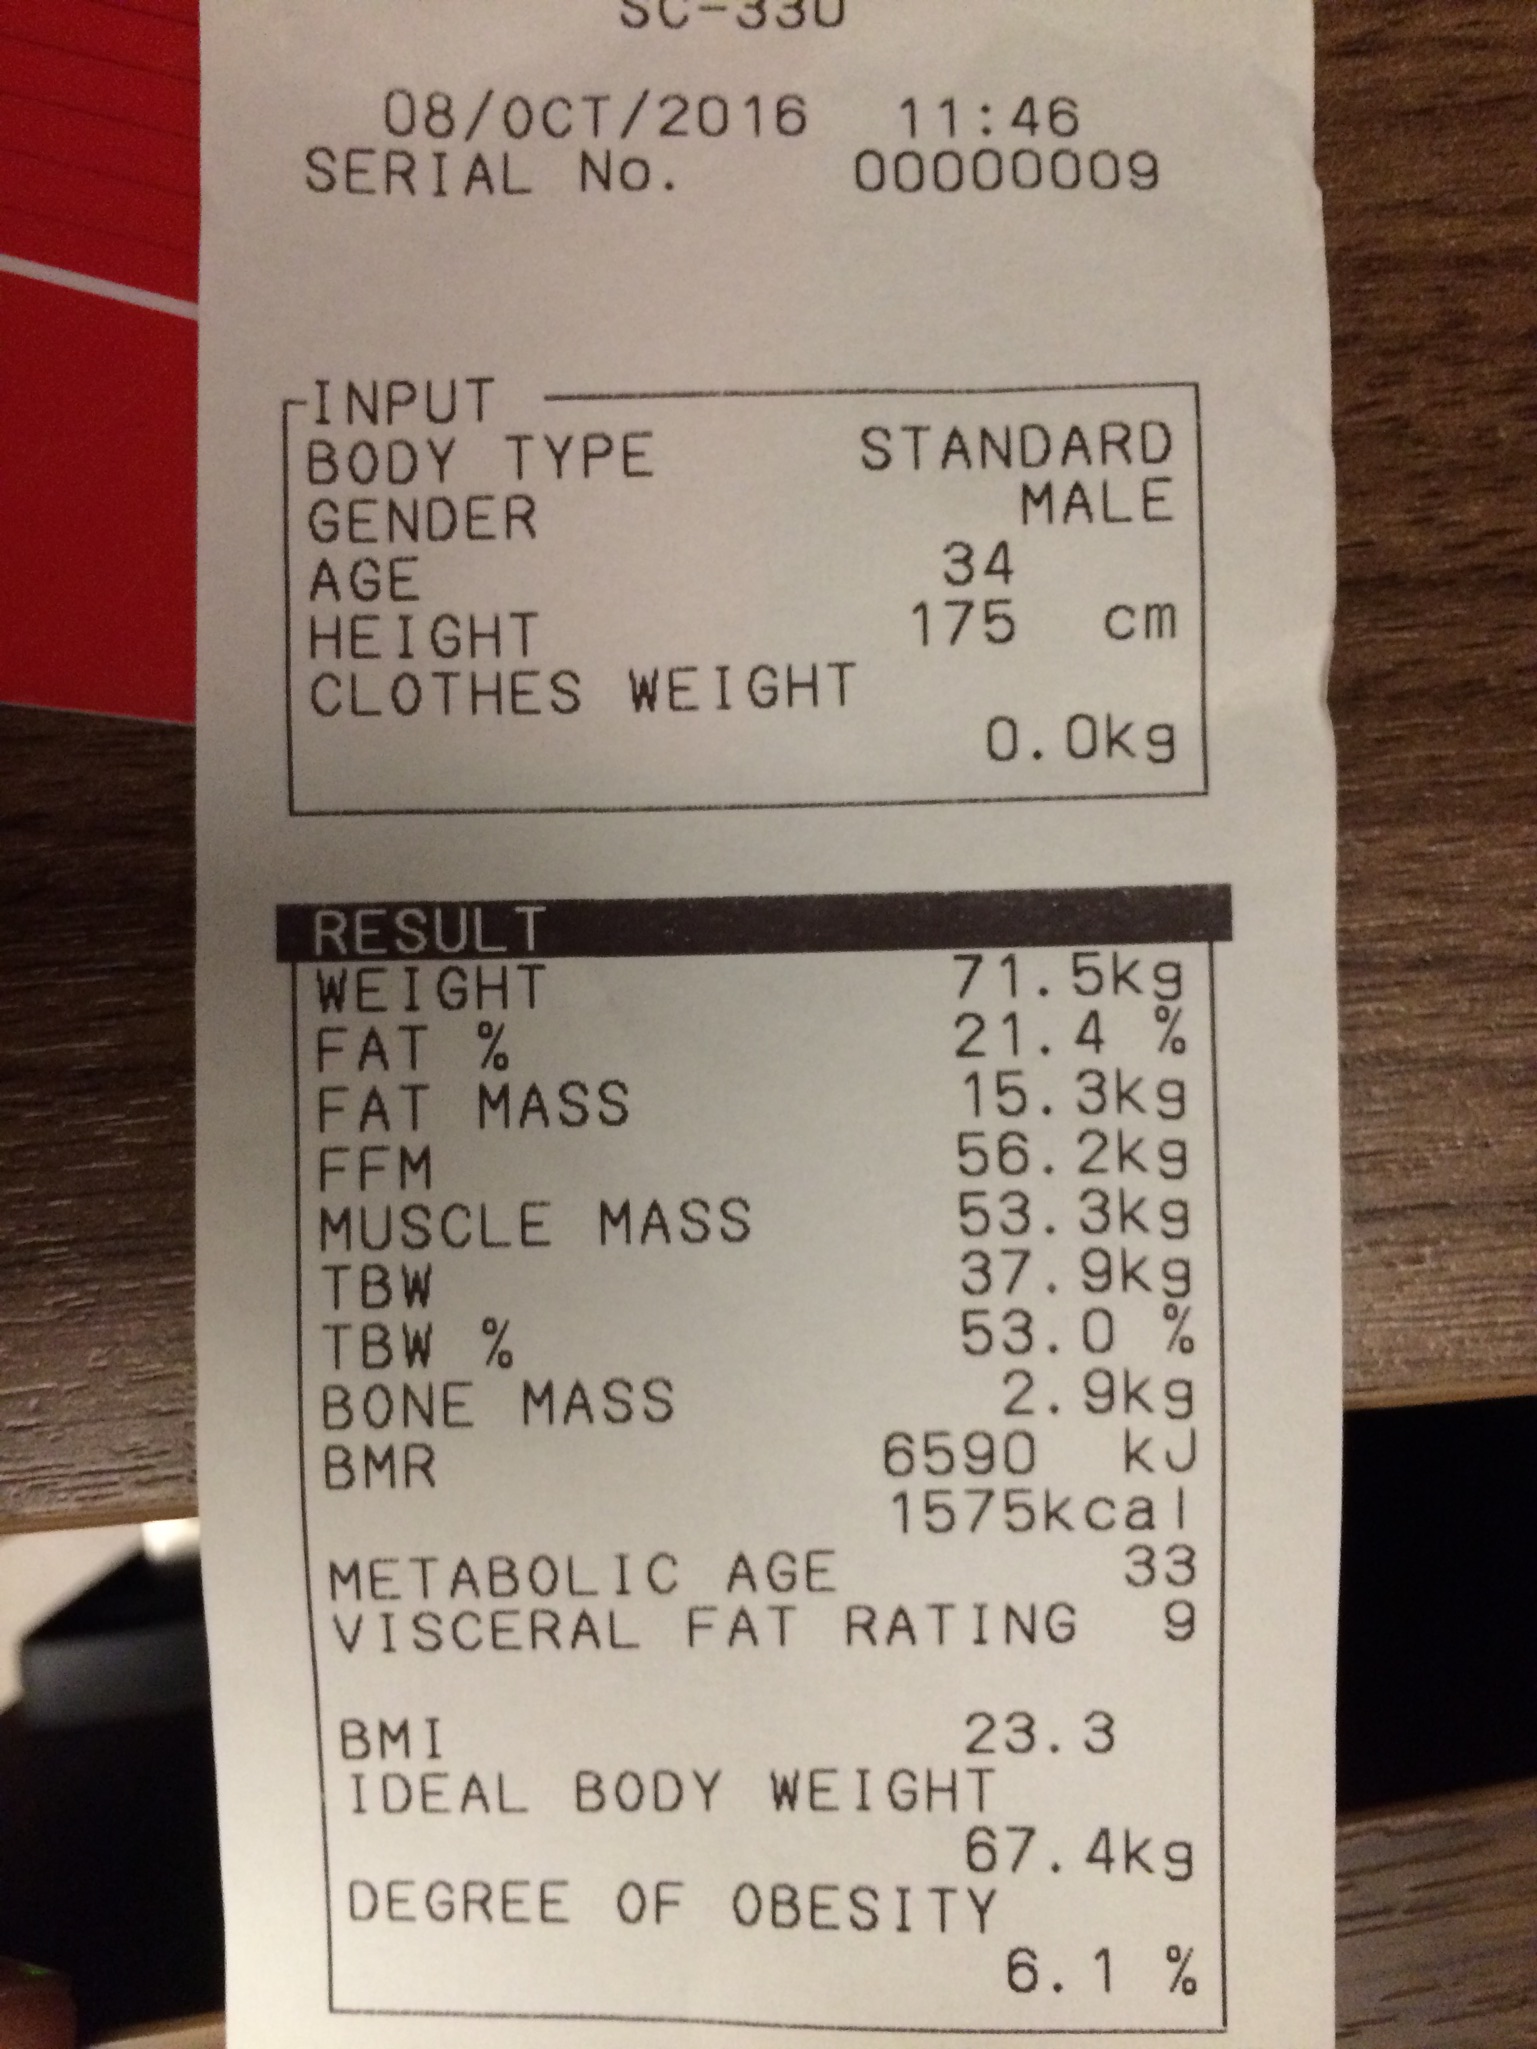 SC-330
08/OCT/2016 11:46
SERIAL No. 00000009
INPUT
BODY TYPE STANDARD
GENDER MALE
AGE 34
HEIGHT 175 cm
CLOTHES WEIGHT
0.0kg
RESULT
WEIGHT 71.5kg
FAT % 21.4 %
FAT MASS 15.3kg
FFM 56.2kg
MUSCLE MASS 53.3kg
TBW 37.9kg
TBW % 53.0 %
BONE MASS 2.9kg
BMR 6590 kJ
1575kcal
METABOLIC AGE 33
VISCERAL FAT RATING 9
BMI 23.3
IDEAL BODY WEIGHT
67.4kg
DEGREE OF OBESITY
6.1 %